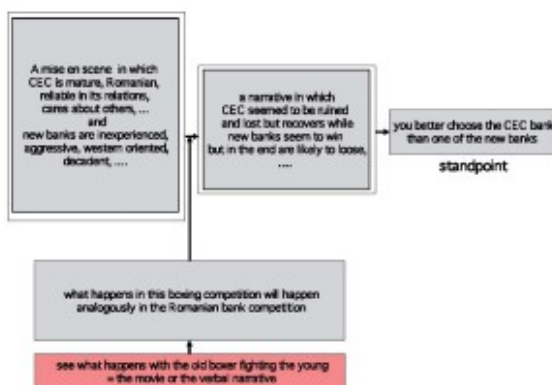 A mise on scene in which
CEC is mature, Romanian,
reliable in its relations,
cares about others, ...
and
new banks are inexperienced,
aggressive, western oriented,
decadent, ....
a narrative in which
CEC seemed to be ruined
and lost but recovers while
new banks seem to win
but in the end are likely to loose,
....
you better choose the CEC bank
than one of the new banks
standpoint
what happens in this boxing competition will happen
analogously in the Romanian bank competition
see what happens with the old boxer fighting the young
= the movie or the verbal narrative